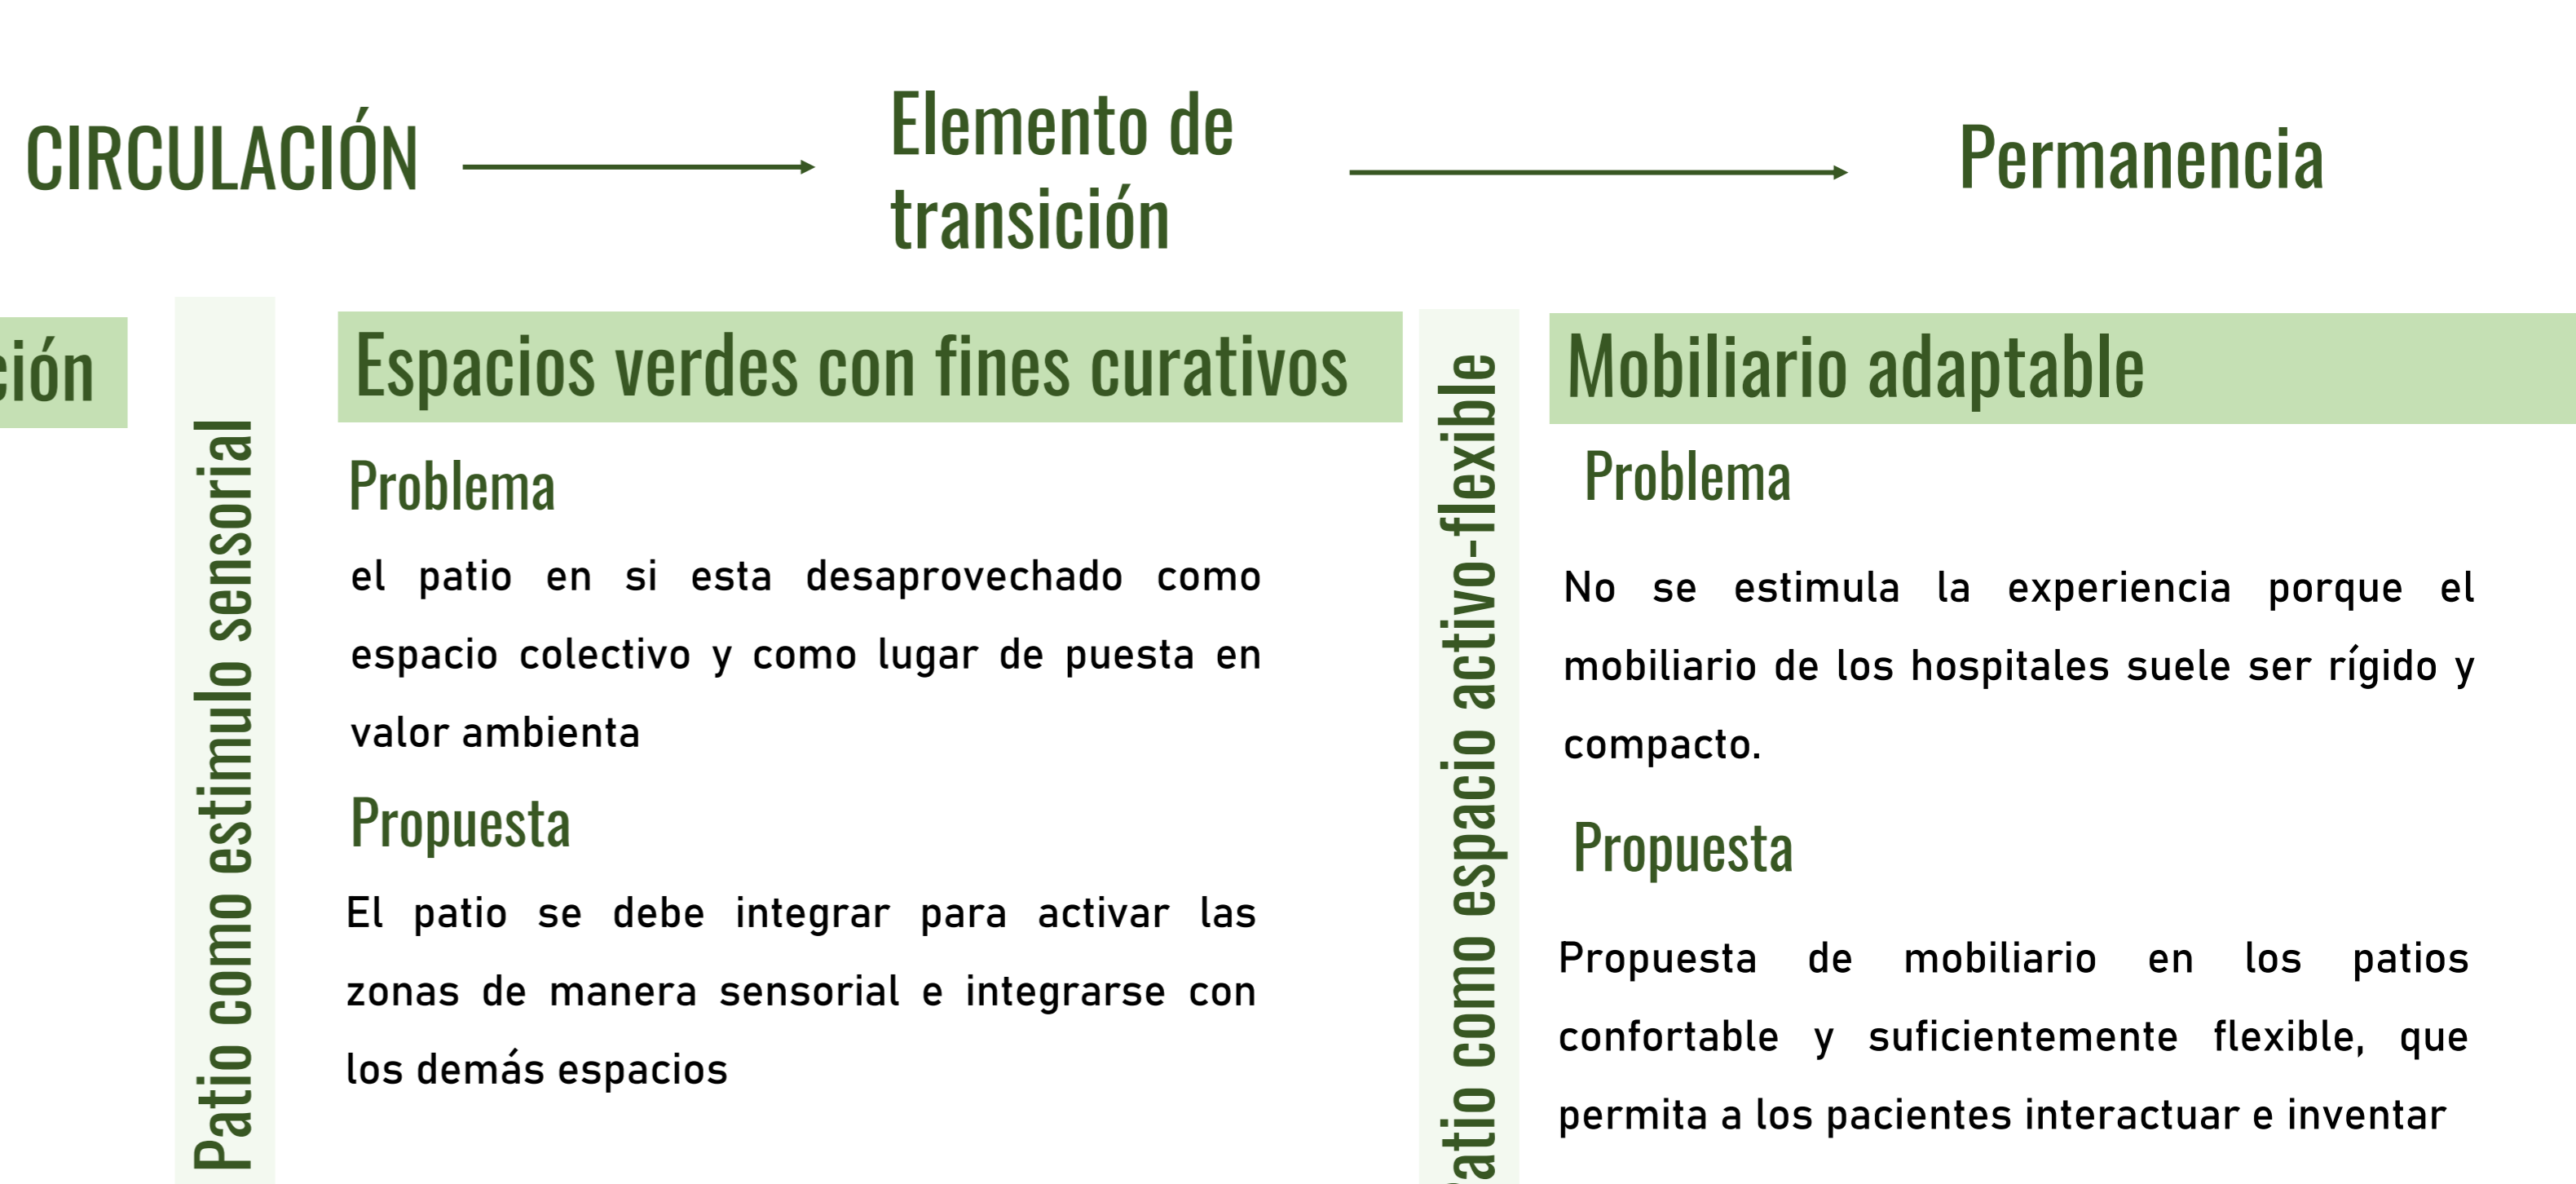 CIRCULACIÓN
Elemento de
transición
Permanencia
ción
Patio como estimulo sensorial
Espacios verdes con fines curativos
Problema
el patio en si esta desaprovechado como
espacio colectivo y como lugar de puesta en
valor ambienta
Propuesta
El patio se debe integrar para activar las
zonas de manera sensorial e integrarse con
los demás espacios
Patio como espacio activo-flexible
Mobiliario adaptable
Problema
No se estimula la experiencia porque el
mobiliario de los hospitales suele ser rígido y
compacto.
Propuesta
Propuesta de mobiliario en los patios
confortable y suficientemente flexible, que
permita a los pacientes interactuar e inventar